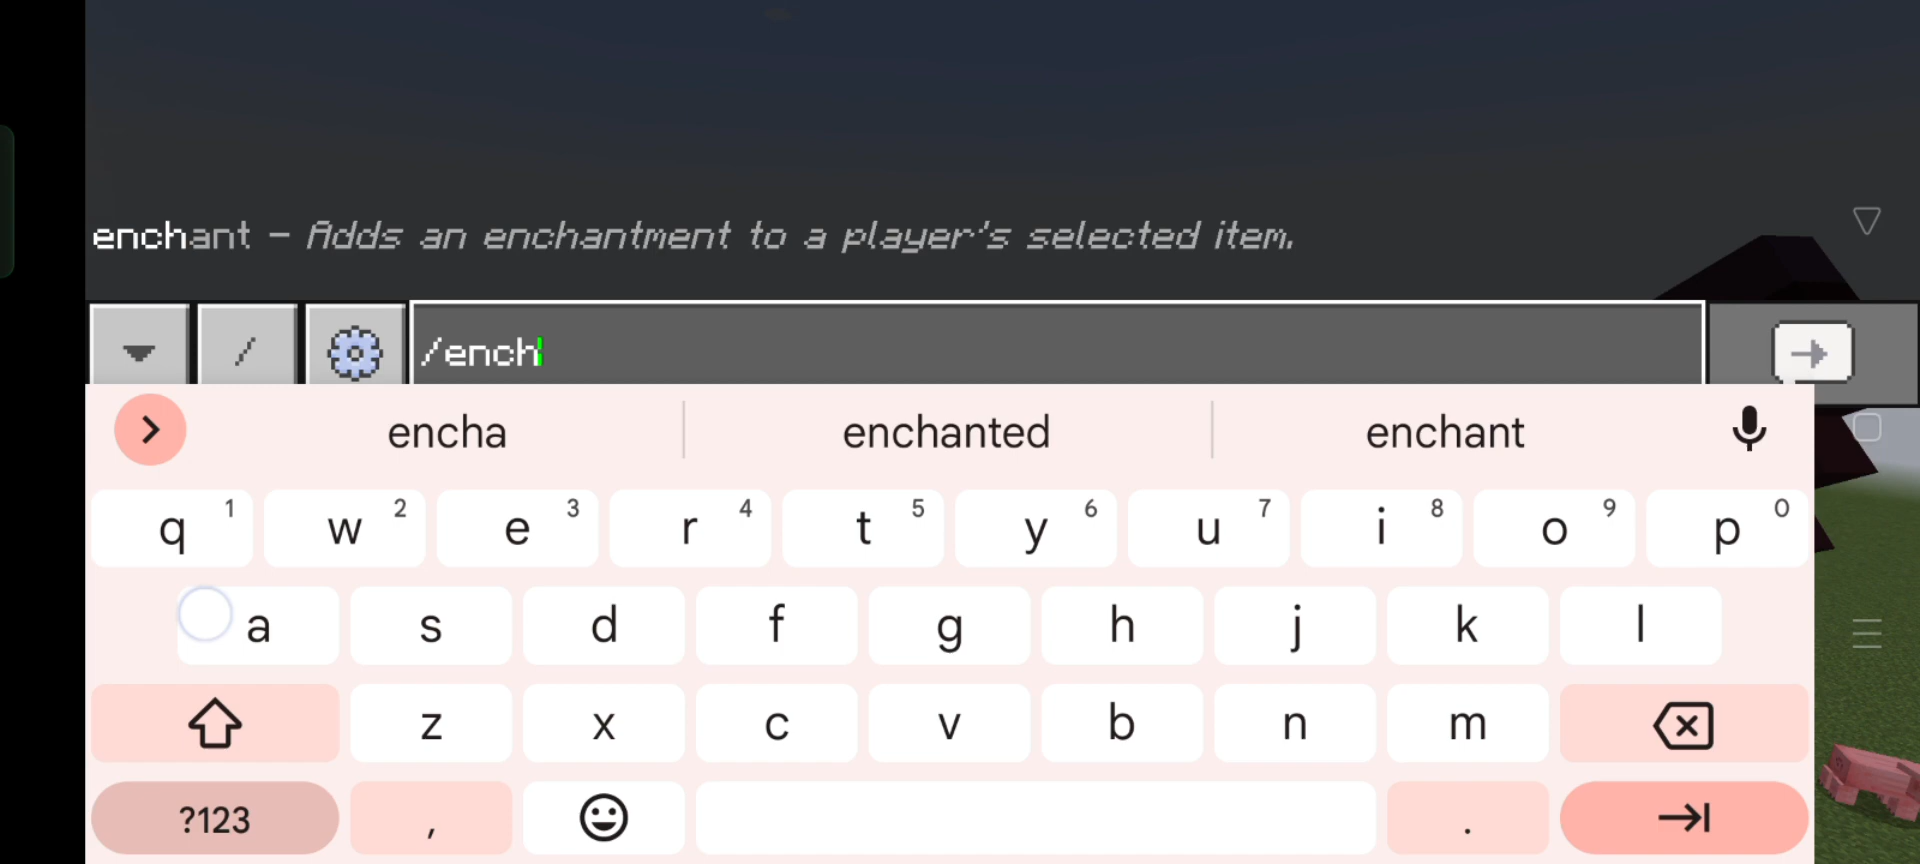 enchant - Adds an enchantment to a player's selected item.
/ /ench
encha enchanted enchant
q 1 w 2 e 3 r 4 t 5 y 6 u 7 i 8 o 9 p 0
a s d f g h j k l
z x c v b n m
?123 , .